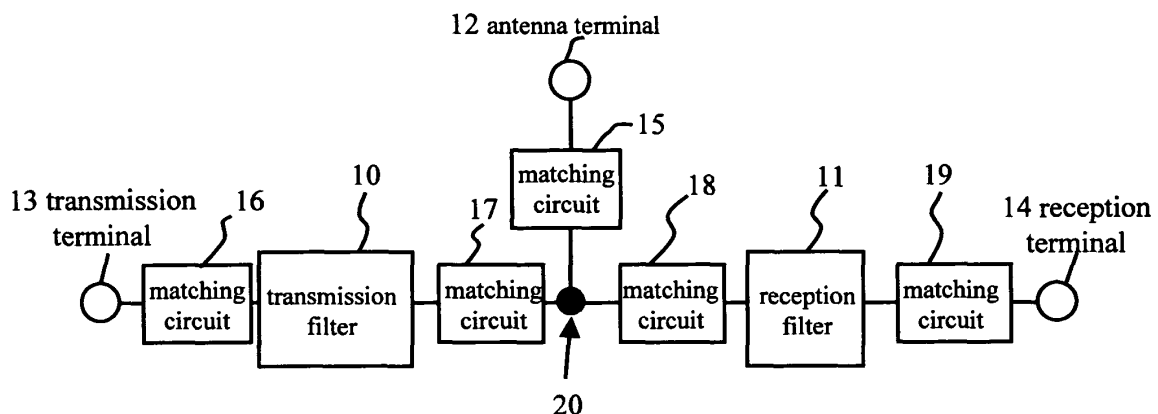 12 antenna terminal
15
matching
circuit
13 transmission
terminal
16
10
17
18
11
19
14 reception
terminal
matching
circuit
transmission
filter
matching
circuit
matching
circuit
reception
filter
matching
circuit
20